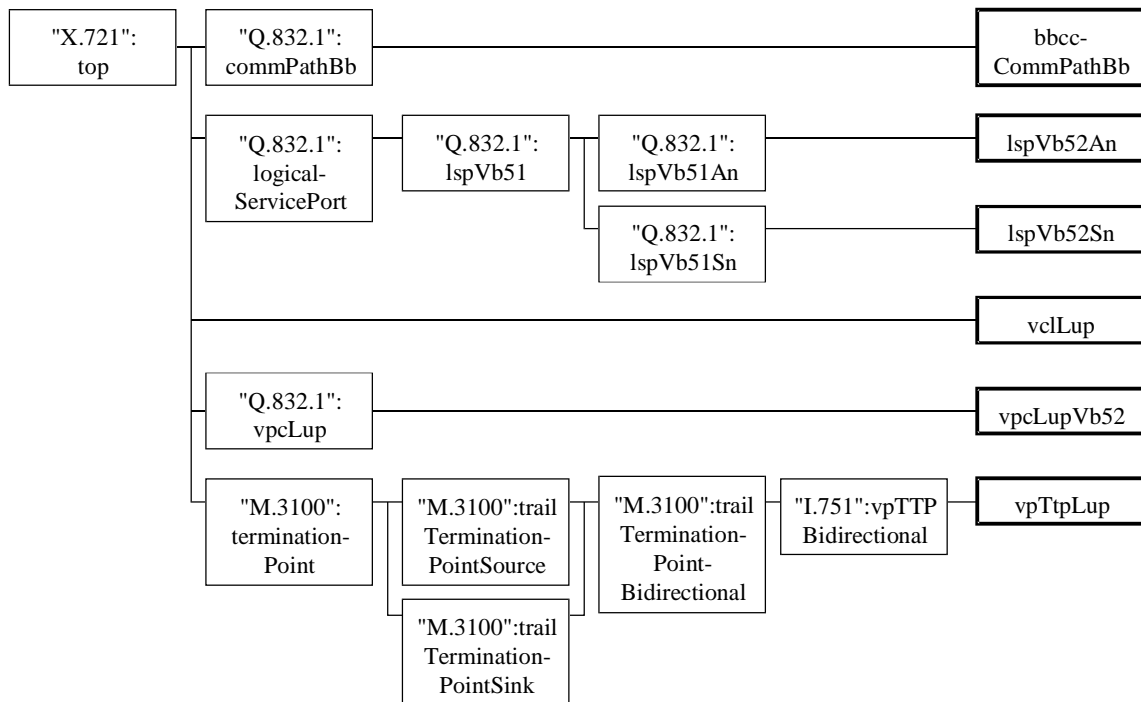 "X.721":
top
"Q.832.1":
commPathBb
bbcc-
CommPathBb
"Q.832.1":
logical-
ServicePort
"Q.832.1":
lspVb51
"Q.832.1":
lspVb51An
lspVb52An
"Q.832.1":
lspVb51Sn
lspVb52Sn
vclLup
"Q.832.1":
vpcLup
vpcLupVb52
"M.3100":
termination-
Point
"M.3100":trail
Termination-
PointSource
"M.3100":trail
Termination-
PointSink
"M.3100":trail
Termination-
Point-
Bidirectional
"I.751":vpTTP
Bidirectional
vpTtpLup